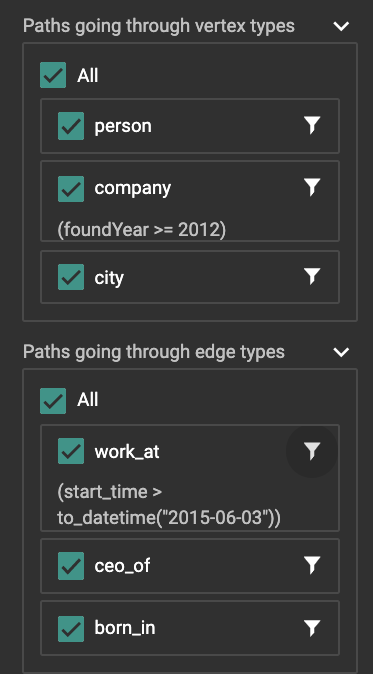 Paths going through vertex types
All
person
company
(foundYear >= 2012)
city
Paths going through edge types
All
work_at
(start_time >
to_datetime("2015-06-03"))
ceo_of
born_in